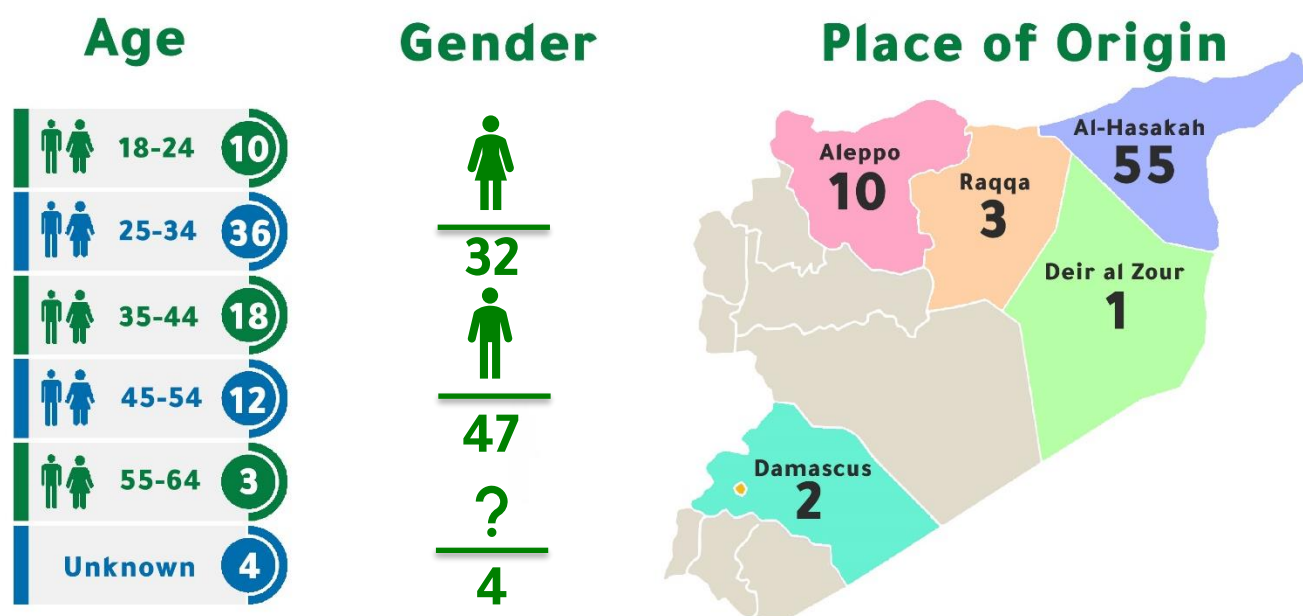 Age
18-24 10
25-34 36
35-44 18
45-54 12
55-64 3
Unknown 4
Gender
32
47
?
4
Place of Origin
Aleppo
10
Raqqa
3
Al-Hasakah
55
Deir al Zour
1
Damascus
2